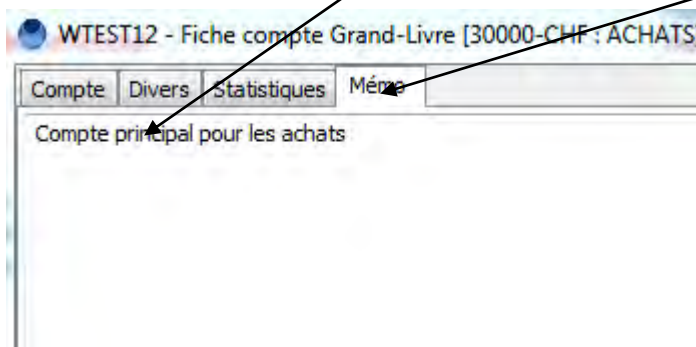 WTEST12 - Fiche compte Grand-Livre [30000-CHF : ACHATS
Compte Divers Statistiques Mémo
Compte principal pour les achats